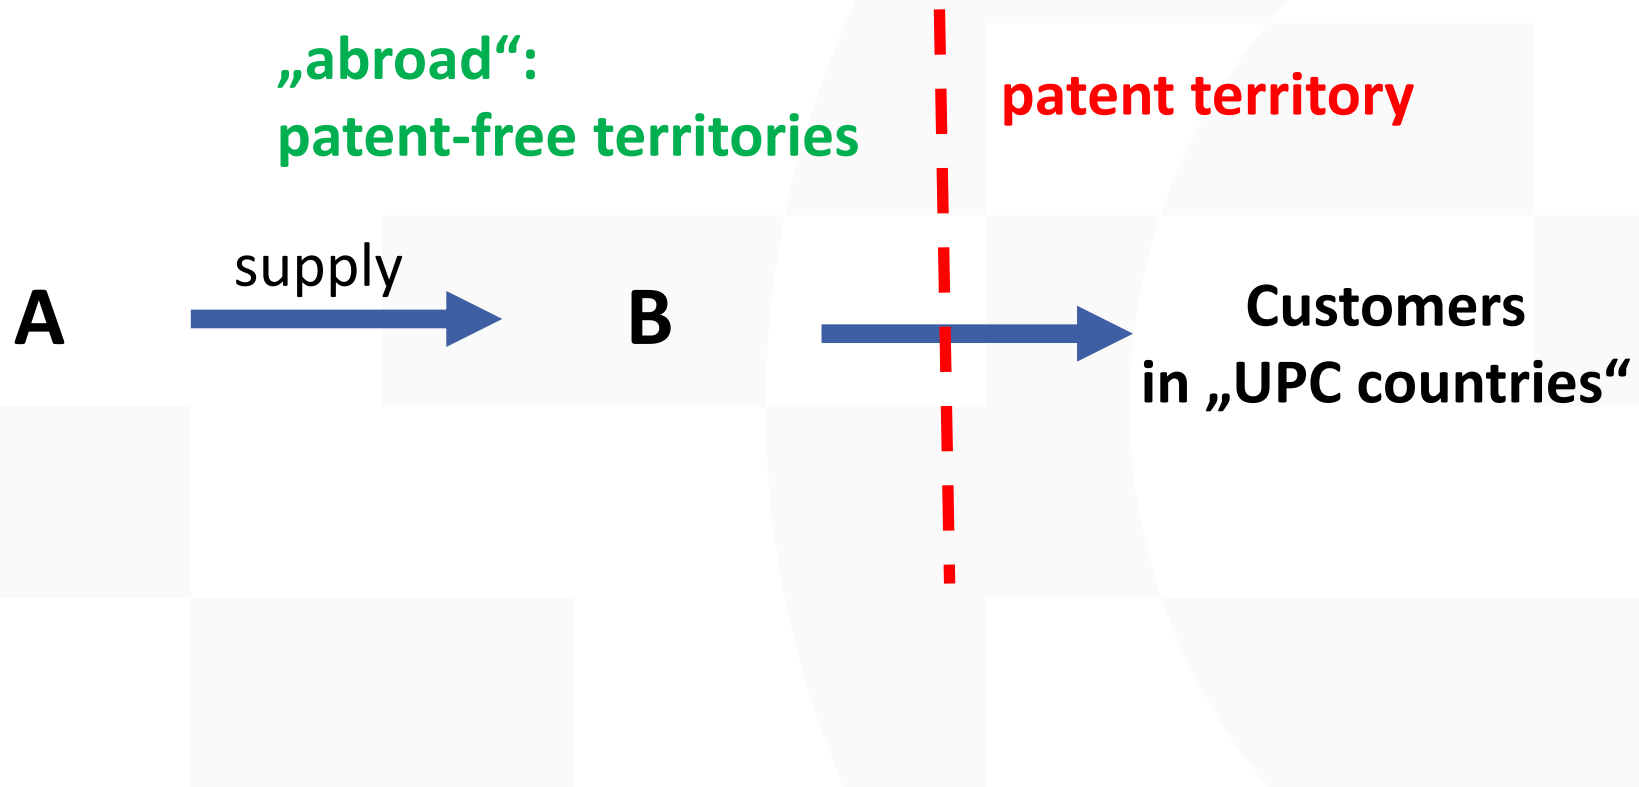 „abroad“:
patent-free territories
patent territory
supply
A
B
Customers
in „UPC countries“